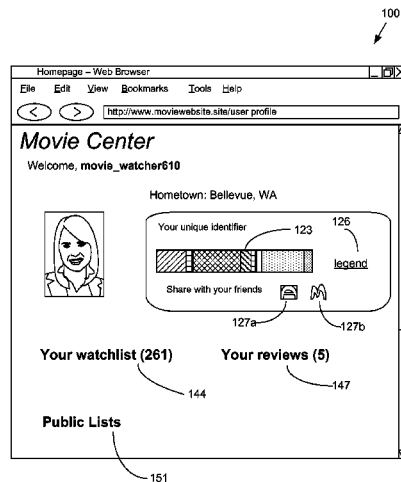 100
Homepage – Web Browser
File Edit View Bookmarks Tools Help
http://www.moviewebsite.site/user profile
Movie Center
Welcome, movie_watcher610
Hometown: Bellevue, WA
Your unique identifier
123
126
legend
Share with your friends
127a
127b
Your watchlist (261)
Your reviews (5)
144
147
Public Lists
151